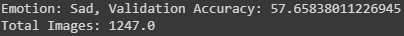 Emotion: Sad, Validation Accuracy: 57.65838011226945
Total Images: 1247.0